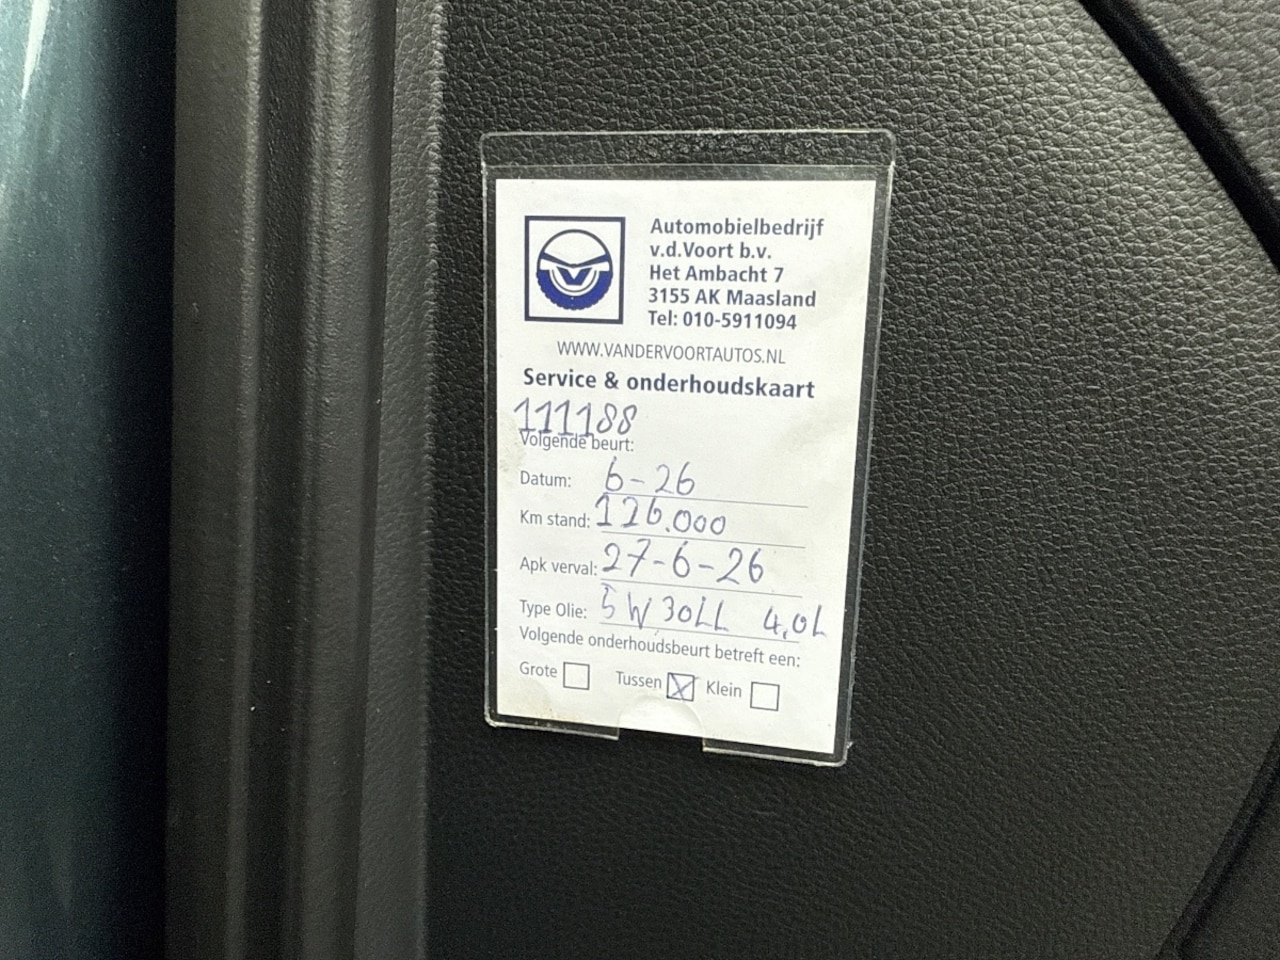 Automobielbedrijf
v.d.Voort b.v.
Het Ambacht 7
3155 AK Maasland
Tel: 010-5911094
WWW.VANDERVOORTAUTOS.NL
Service & onderhoudskaart
111188
Volgende beurt:
Datum: 6-26
Km stand: 126.000
Apk verval: 27-6-26
Type Olie: 5W30LL 4,0L
Volgende onderhoudsbeurt betreft een:
Grote Tussen Klein